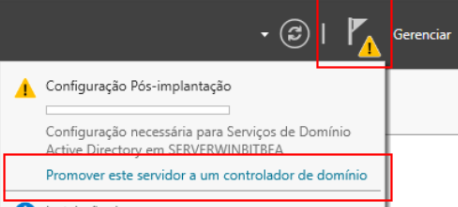 Gerenciar
Configuração Pós-implantação
Configuração necessária para Serviços de Domínio
Active Directory em SERVERWINBITBEA
Promover este servidor a um controlador de domínio